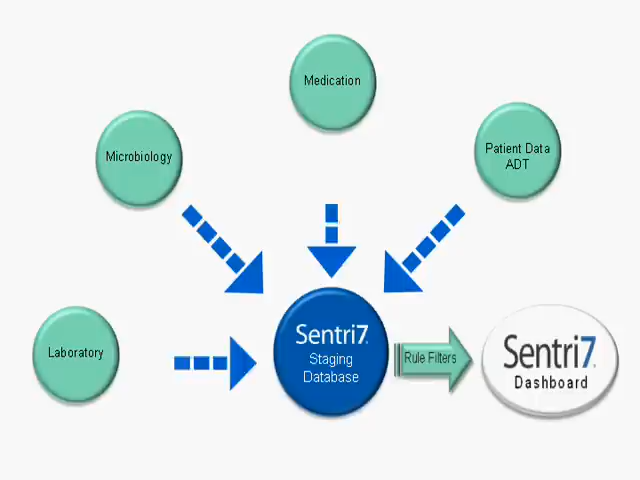 Medication
Microbiology
Patient Data
ADT
Laboratory
Sentri7
Staging
Database
Rule Filters
Sentri7
Dashboard